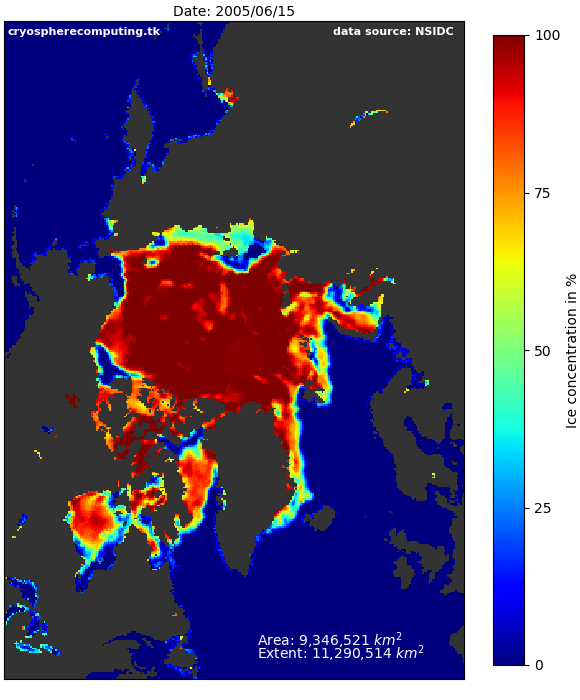 Date: 2005/06/15
cryospherecomputing.tk
data source: NSIDC
100
75
50
25
0
Ice concentration in %
Area: 9,346,521 km²
Extent: 11,290,514 km²